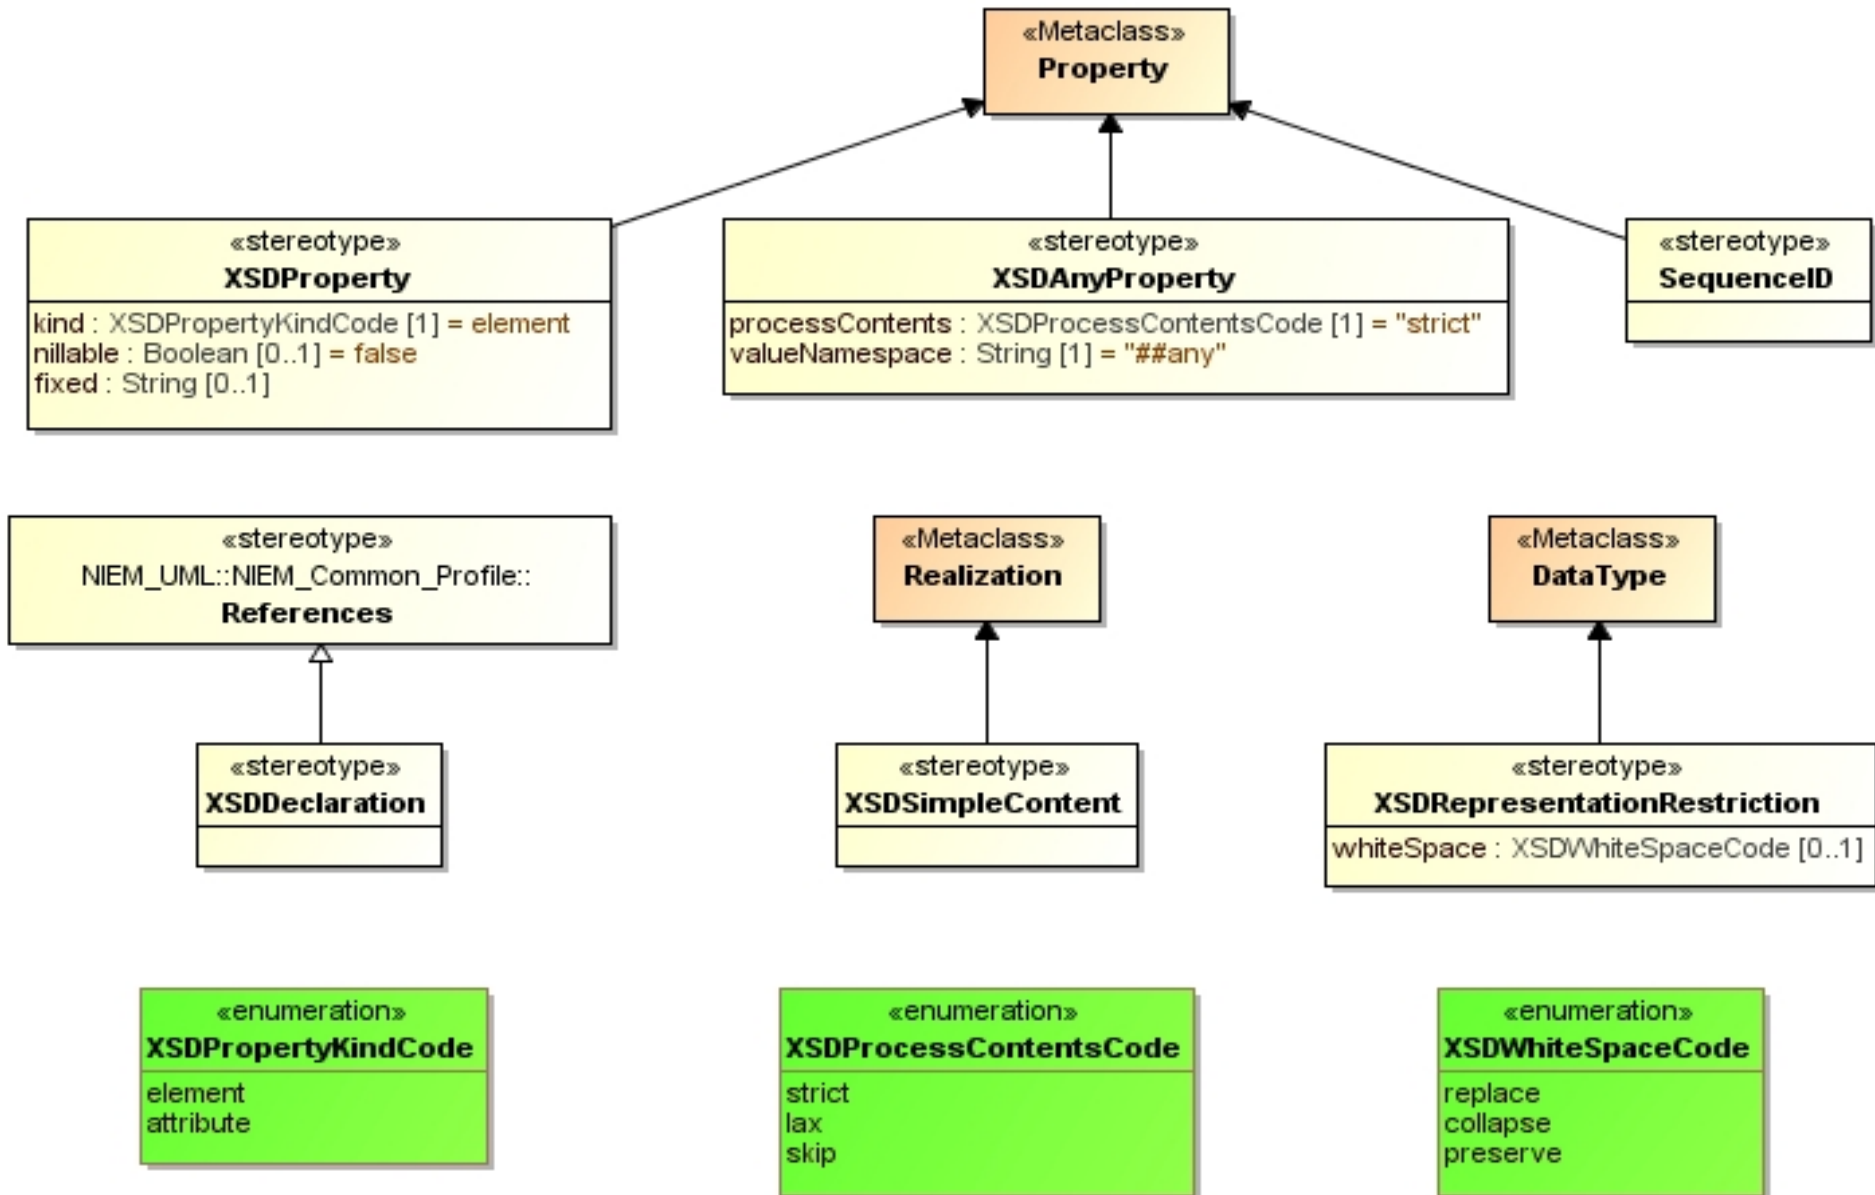 «Metaclass»
Property
«stereotype»
XSDProperty
kind : XSDPropertyKindCode [1] = element
nillable : Boolean [0..1] = false
fixed : String [0..1]
«stereotype»
XSDAnyProperty
processContents : XSDProcessContentsCode [1] = "strict"
valueNamespace : String [1] = "##any"
«stereotype»
SequenceID
«stereotype»
NIEM_UML::NIEM_Common_Profile::
References
«Metaclass»
Realization
«Metaclass»
DataType
«stereotype»
XSDDeclaration
«stereotype»
XSDSimpleContent
«stereotype»
XSDRepresentationRestriction
whiteSpace : XSDWhiteSpaceCode [0..1]
«enumeration»
XSDPropertyKindCode
element
attribute
«enumeration»
XSDProcessContentsCode
strict
lax
skip
«enumeration»
XSDWhiteSpaceCode
replace
collapse
preserve